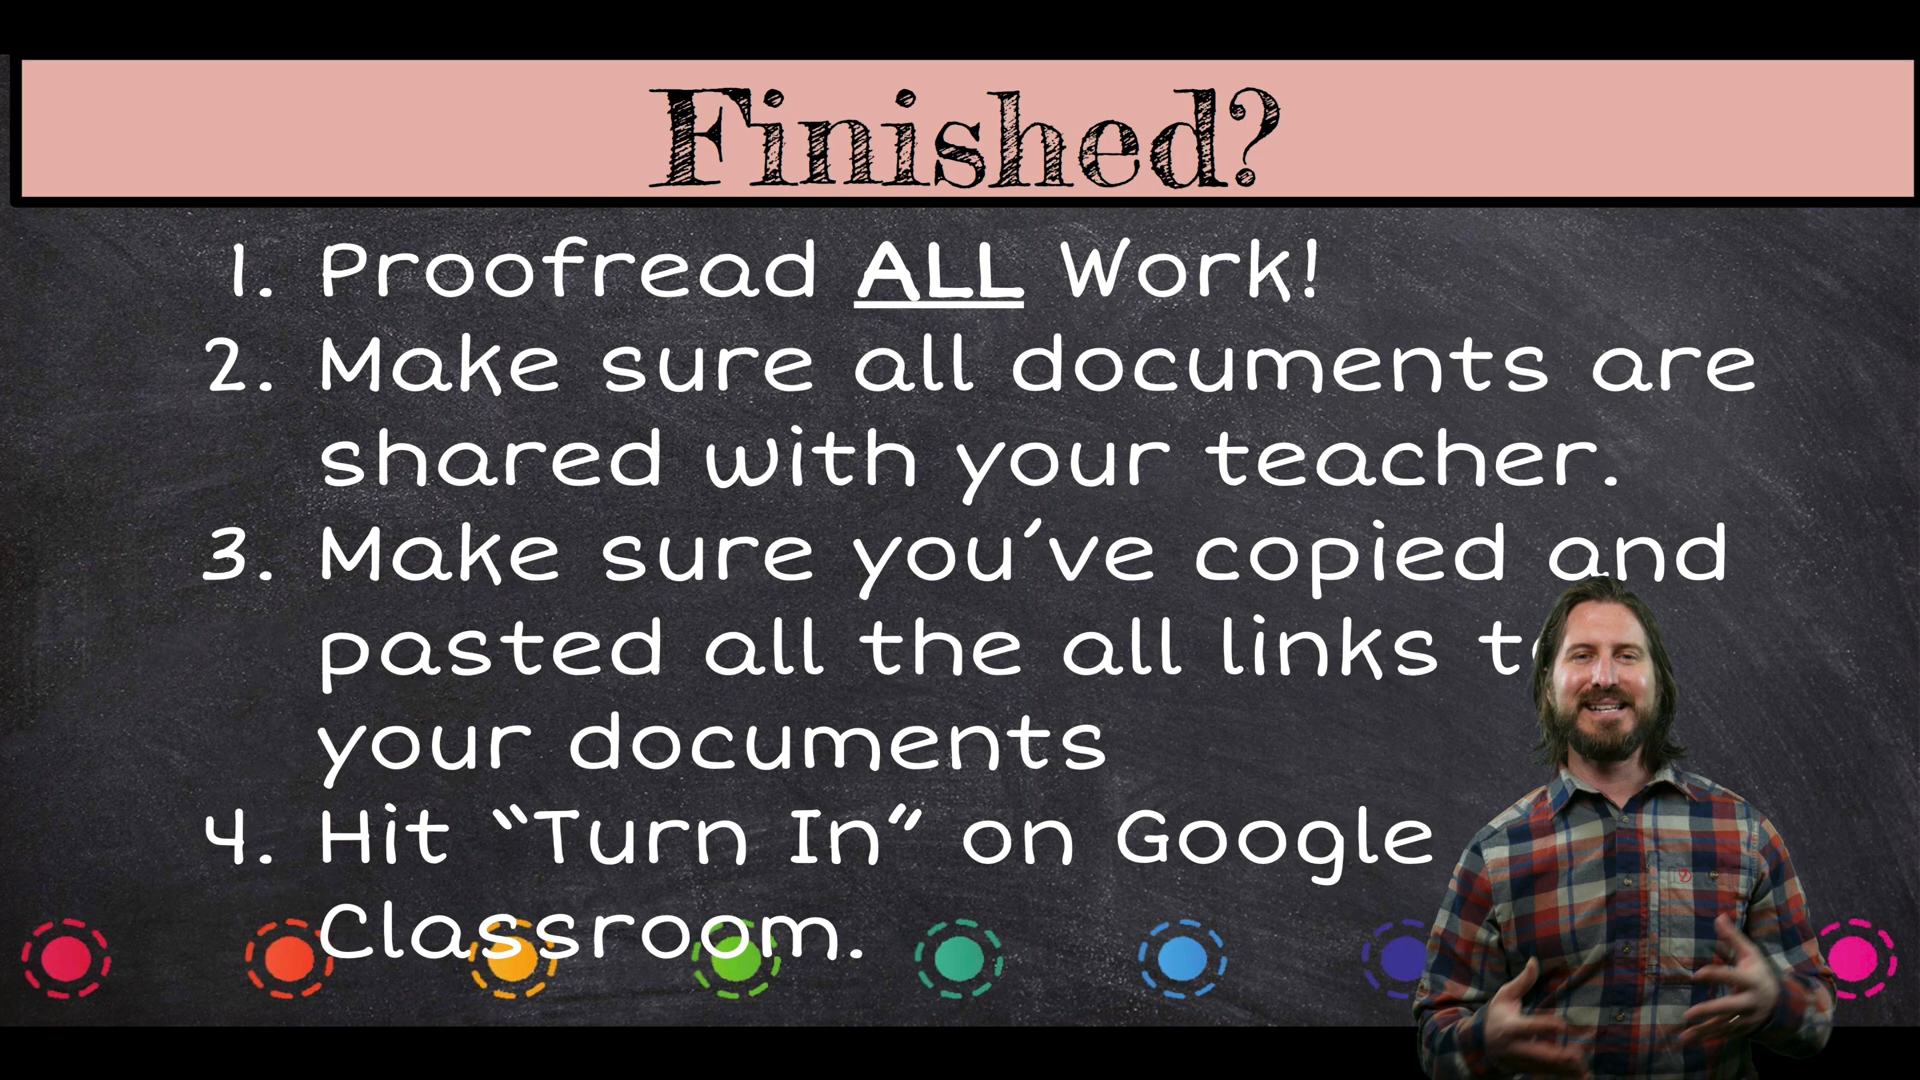 Finished?
1. Proofread ALL Work!
2. Make sure all documents are
shared with your teacher.
3. Make sure you've copied and
pasted all the all links
your documents
4. Hit “Turn In” on Google
Classroom.